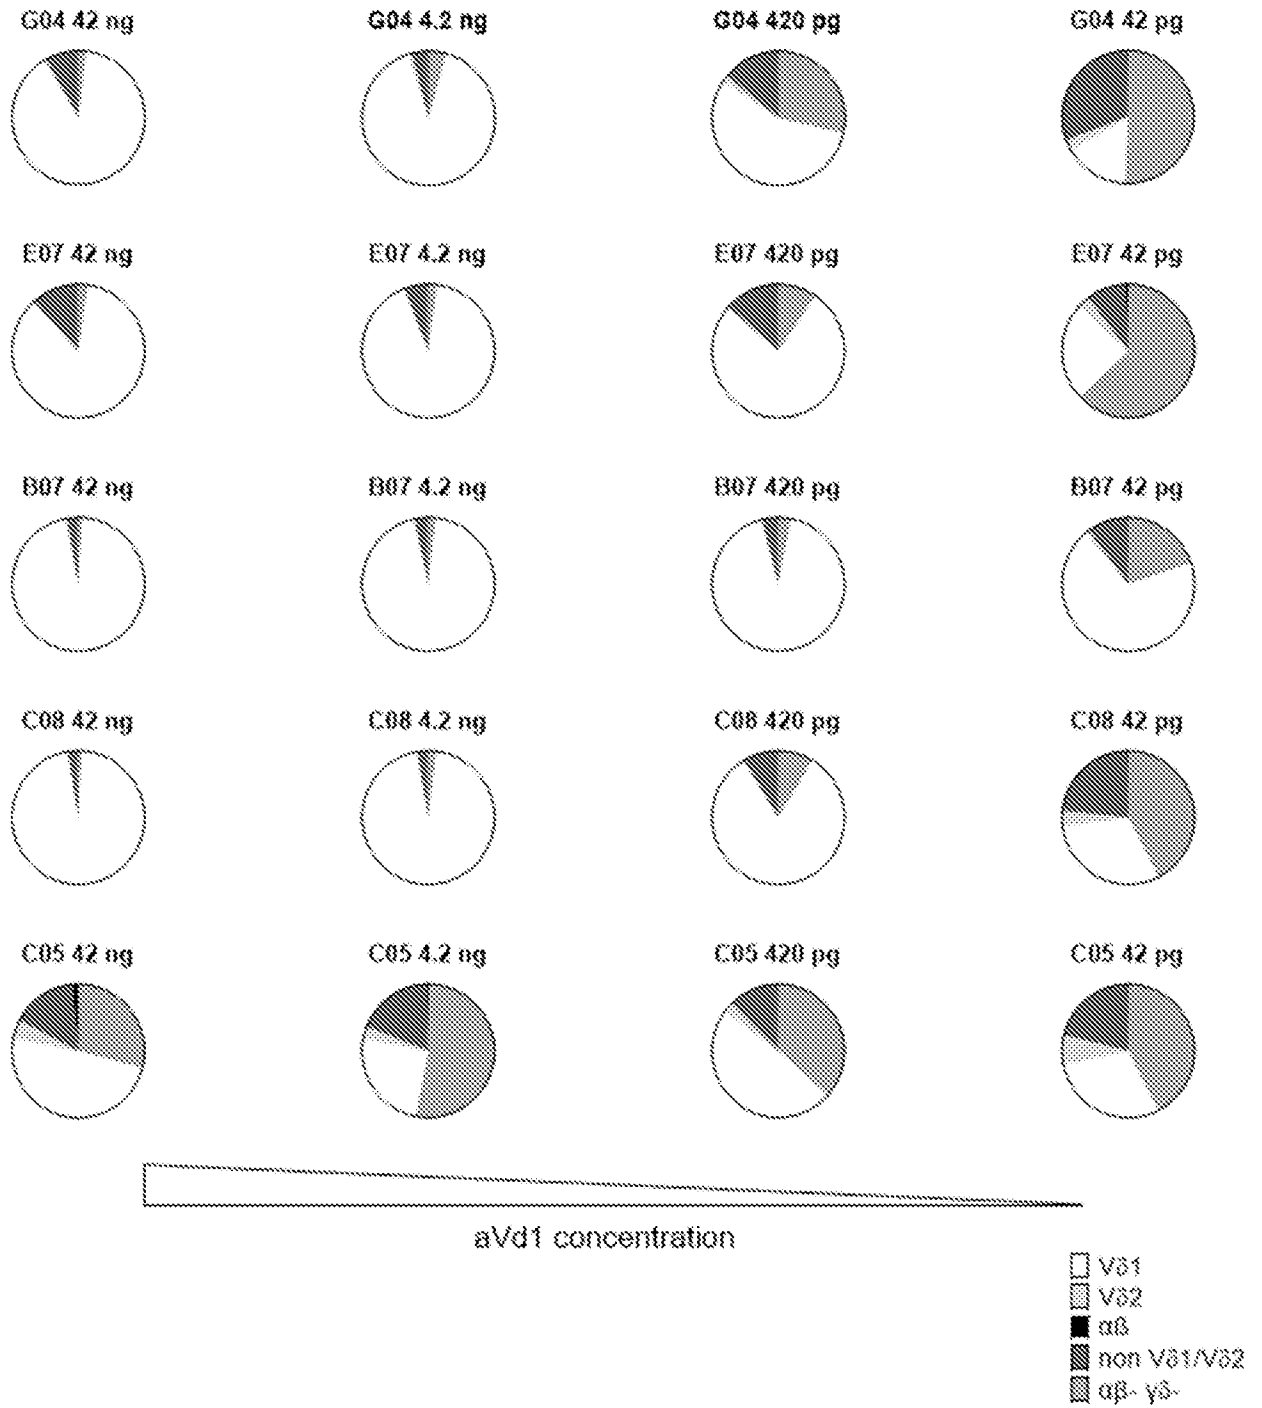 G04 42 ng
G04 4.2 ng
G04 420 pg
G04 42 pg
E07 42 ng
E07 4.2 ng
E07 420 pg
E07 42 pg
B07 42 ng
B07 4.2 ng
B07 420 pg
B07 42 pg
C08 42 ng
C08 4.2 ng
C08 420 pg
C08 42 pg
C05 42 ng
C05 4.2 ng
C05 420 pg
C05 42 pg
aVd1 concentration
Vδ1
Vδ2
αß
non Vδ1/Vδ2
αβ- γδ-